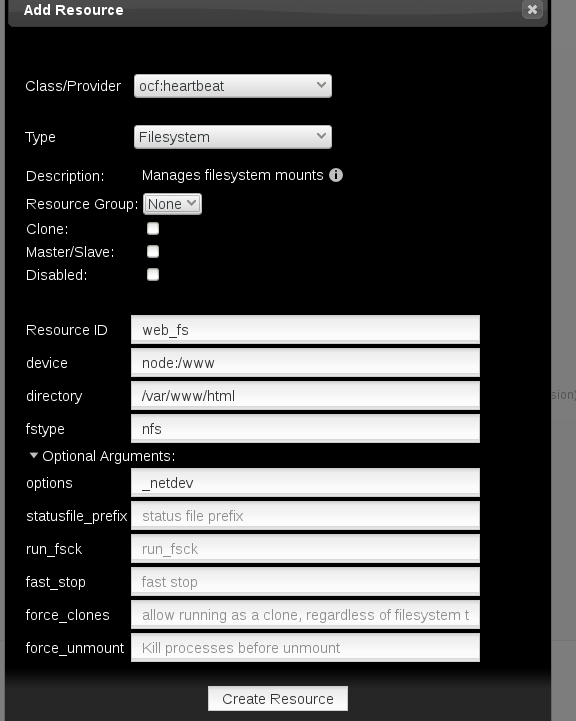 Add Resource
Class/Provider ocf:heartbeat
Type Filesystem
Description: Manages filesystem mounts
Resource Group: None
Clone:
Master/Slave:
Disabled:
Resource ID web_fs
device node:/www
directory /var/www/html
sion)
fstype nfs
Optional Arguments:
options _netdev
statusfile_prefix status file prefix
run_fsck run_fsck
fast_stop fast stop
force_clones allow running as a clone, regardless of filesystem t
force_unmount Kill processes before unmount
Create Resource